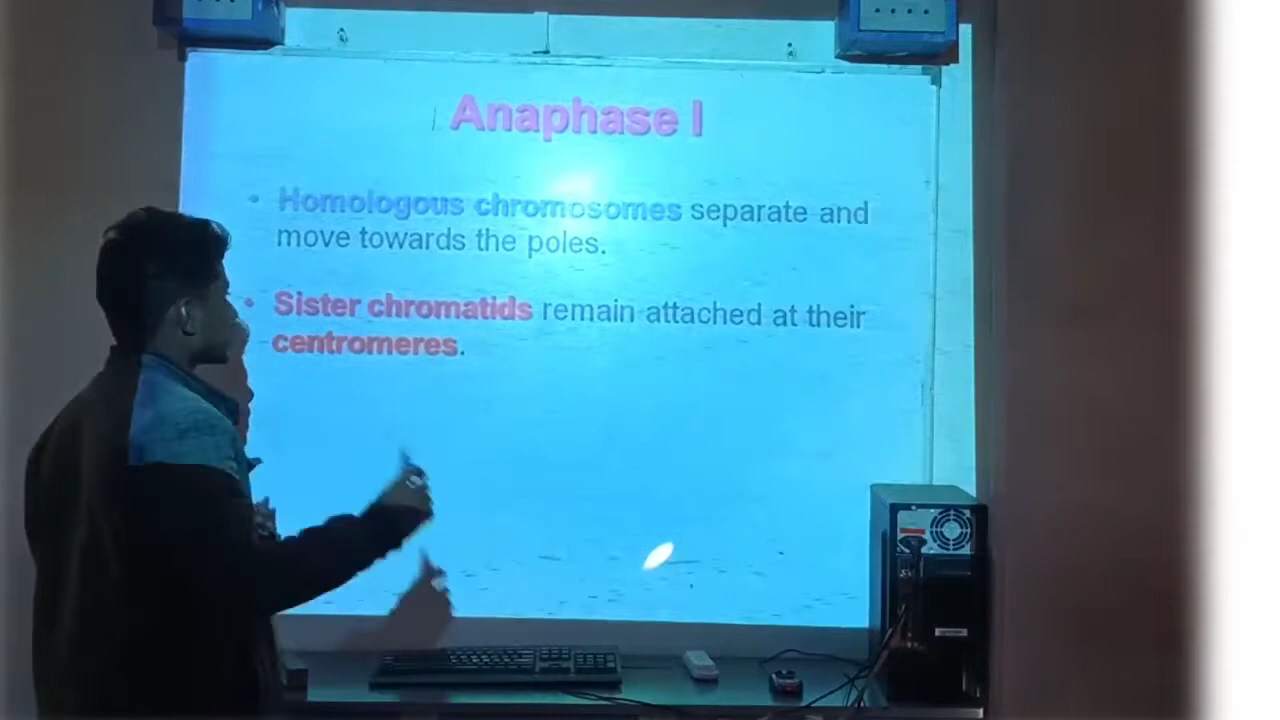 Anaphase I
• Homologous chromosomes separate and
move towards the poles.
• Sister chromatids remain attached at their
centromeres.